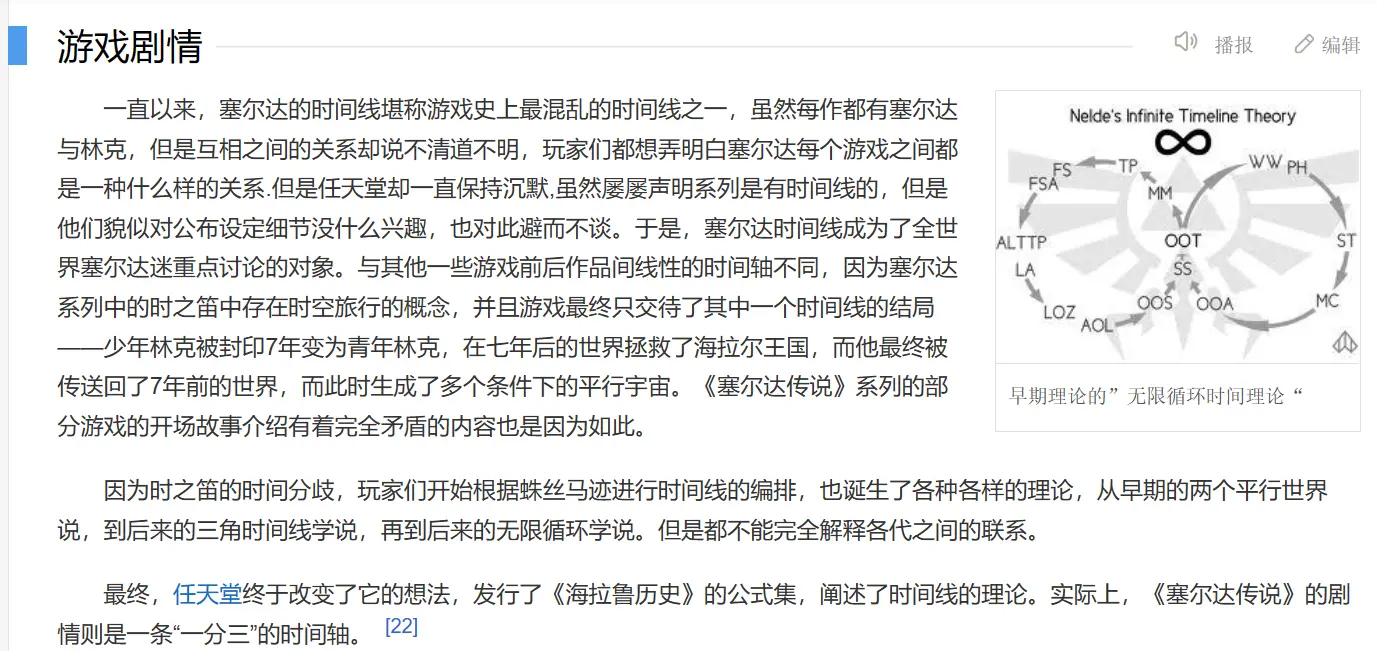 游戏剧情
播报
编辑
一直以来，塞尔达的时间线堪称游戏史上最混乱的时间线之一，虽然每作都有塞尔达
与林克，但是互相之间的关系却说不清道不明，玩家们都想弄明白塞尔达每个游戏之间都
是一种什么样的关系.但是任天堂却一直保持沉默,虽然屡屡声明系列是有时间线的，但是
他们貌似对公布设定细节没什么兴趣，也对此避而不谈。于是，塞尔达时间线成为了全世
界塞尔达迷重点讨论的对象。与其他一些游戏前后作品间线性的时间轴不同，因为塞尔达
系列中的时之笛中存在时空旅行的概念，并且游戏最终只交待了其中一个时间线的结局
——少年林克被封印7年变为青年林克，在七年后的世界拯救了海拉尔王国，而他最终被
传送回了7年前的世界，而此时生成了多个条件下的平行宇宙。《塞尔达传说》系列的部
分游戏的开场故事介绍有着完全矛盾的内容也是因为如此。
Nelde's Infinite Timeline Theory
∞
FS
TP
WW
PH
FSA
MM
ALTTP
OOT
ST
LA
SS
LOZ
AOL
OOS
OOA
MC
早期理论的”无限循环时间理论“
因为时之笛的时间分歧，玩家们开始根据蛛丝马迹进行时间线的编排，也诞生了各种各样的理论，从早期的两个平行世界
说，到后来的三角时间线学说，再到后来的无限循环学说。但是都不能完全解释各代之间的联系。
最终，任天堂终于改变了它的想法，发行了《海拉鲁历史》的公式集，阐述了时间线的理论。实际上，《塞尔达传说》的剧
情则是一条“一分三”的时间轴。 [22]